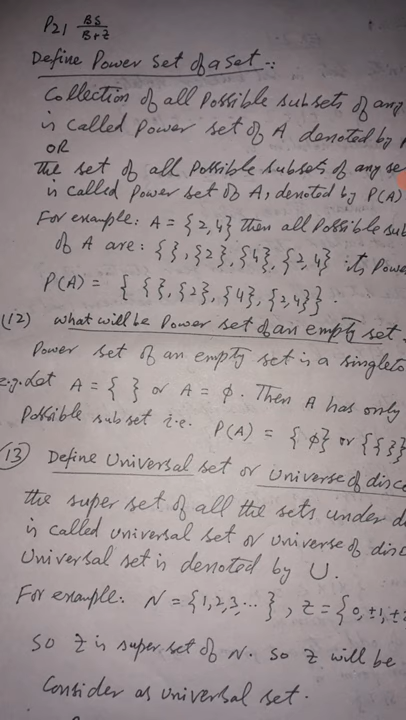 P21 BS
B+Z
Define Power set of a set -:
Collection of all Possible subsets of any
is called Power set of A denoted by P
OR
the set of all Possible subsets of any se
is called Power set of A, denoted by P(A)
For example: A = {2,4} then all Possible sub
of A are: { }, {2}, {4}, {2,4} its Powe
P(A) = { { }, {2}, {4}, {2,4} }.
(12) what will be Power set of an empty set.
Power set of an empty set is a singleto
e.g. Let A = { } or A = ϕ. Then A has only
Possible subset i.e. P(A) = {ϕ} or {{ }
(13) Define Universal set or Universe of disco
the super set of all the sets under d
is called universal set or universe of disc
Universal set is denoted by U.
For example: N = {1,2,3,...}, Z = {0, ±1, ±
so Z is super set of N. so Z will be
Consider as universal set.